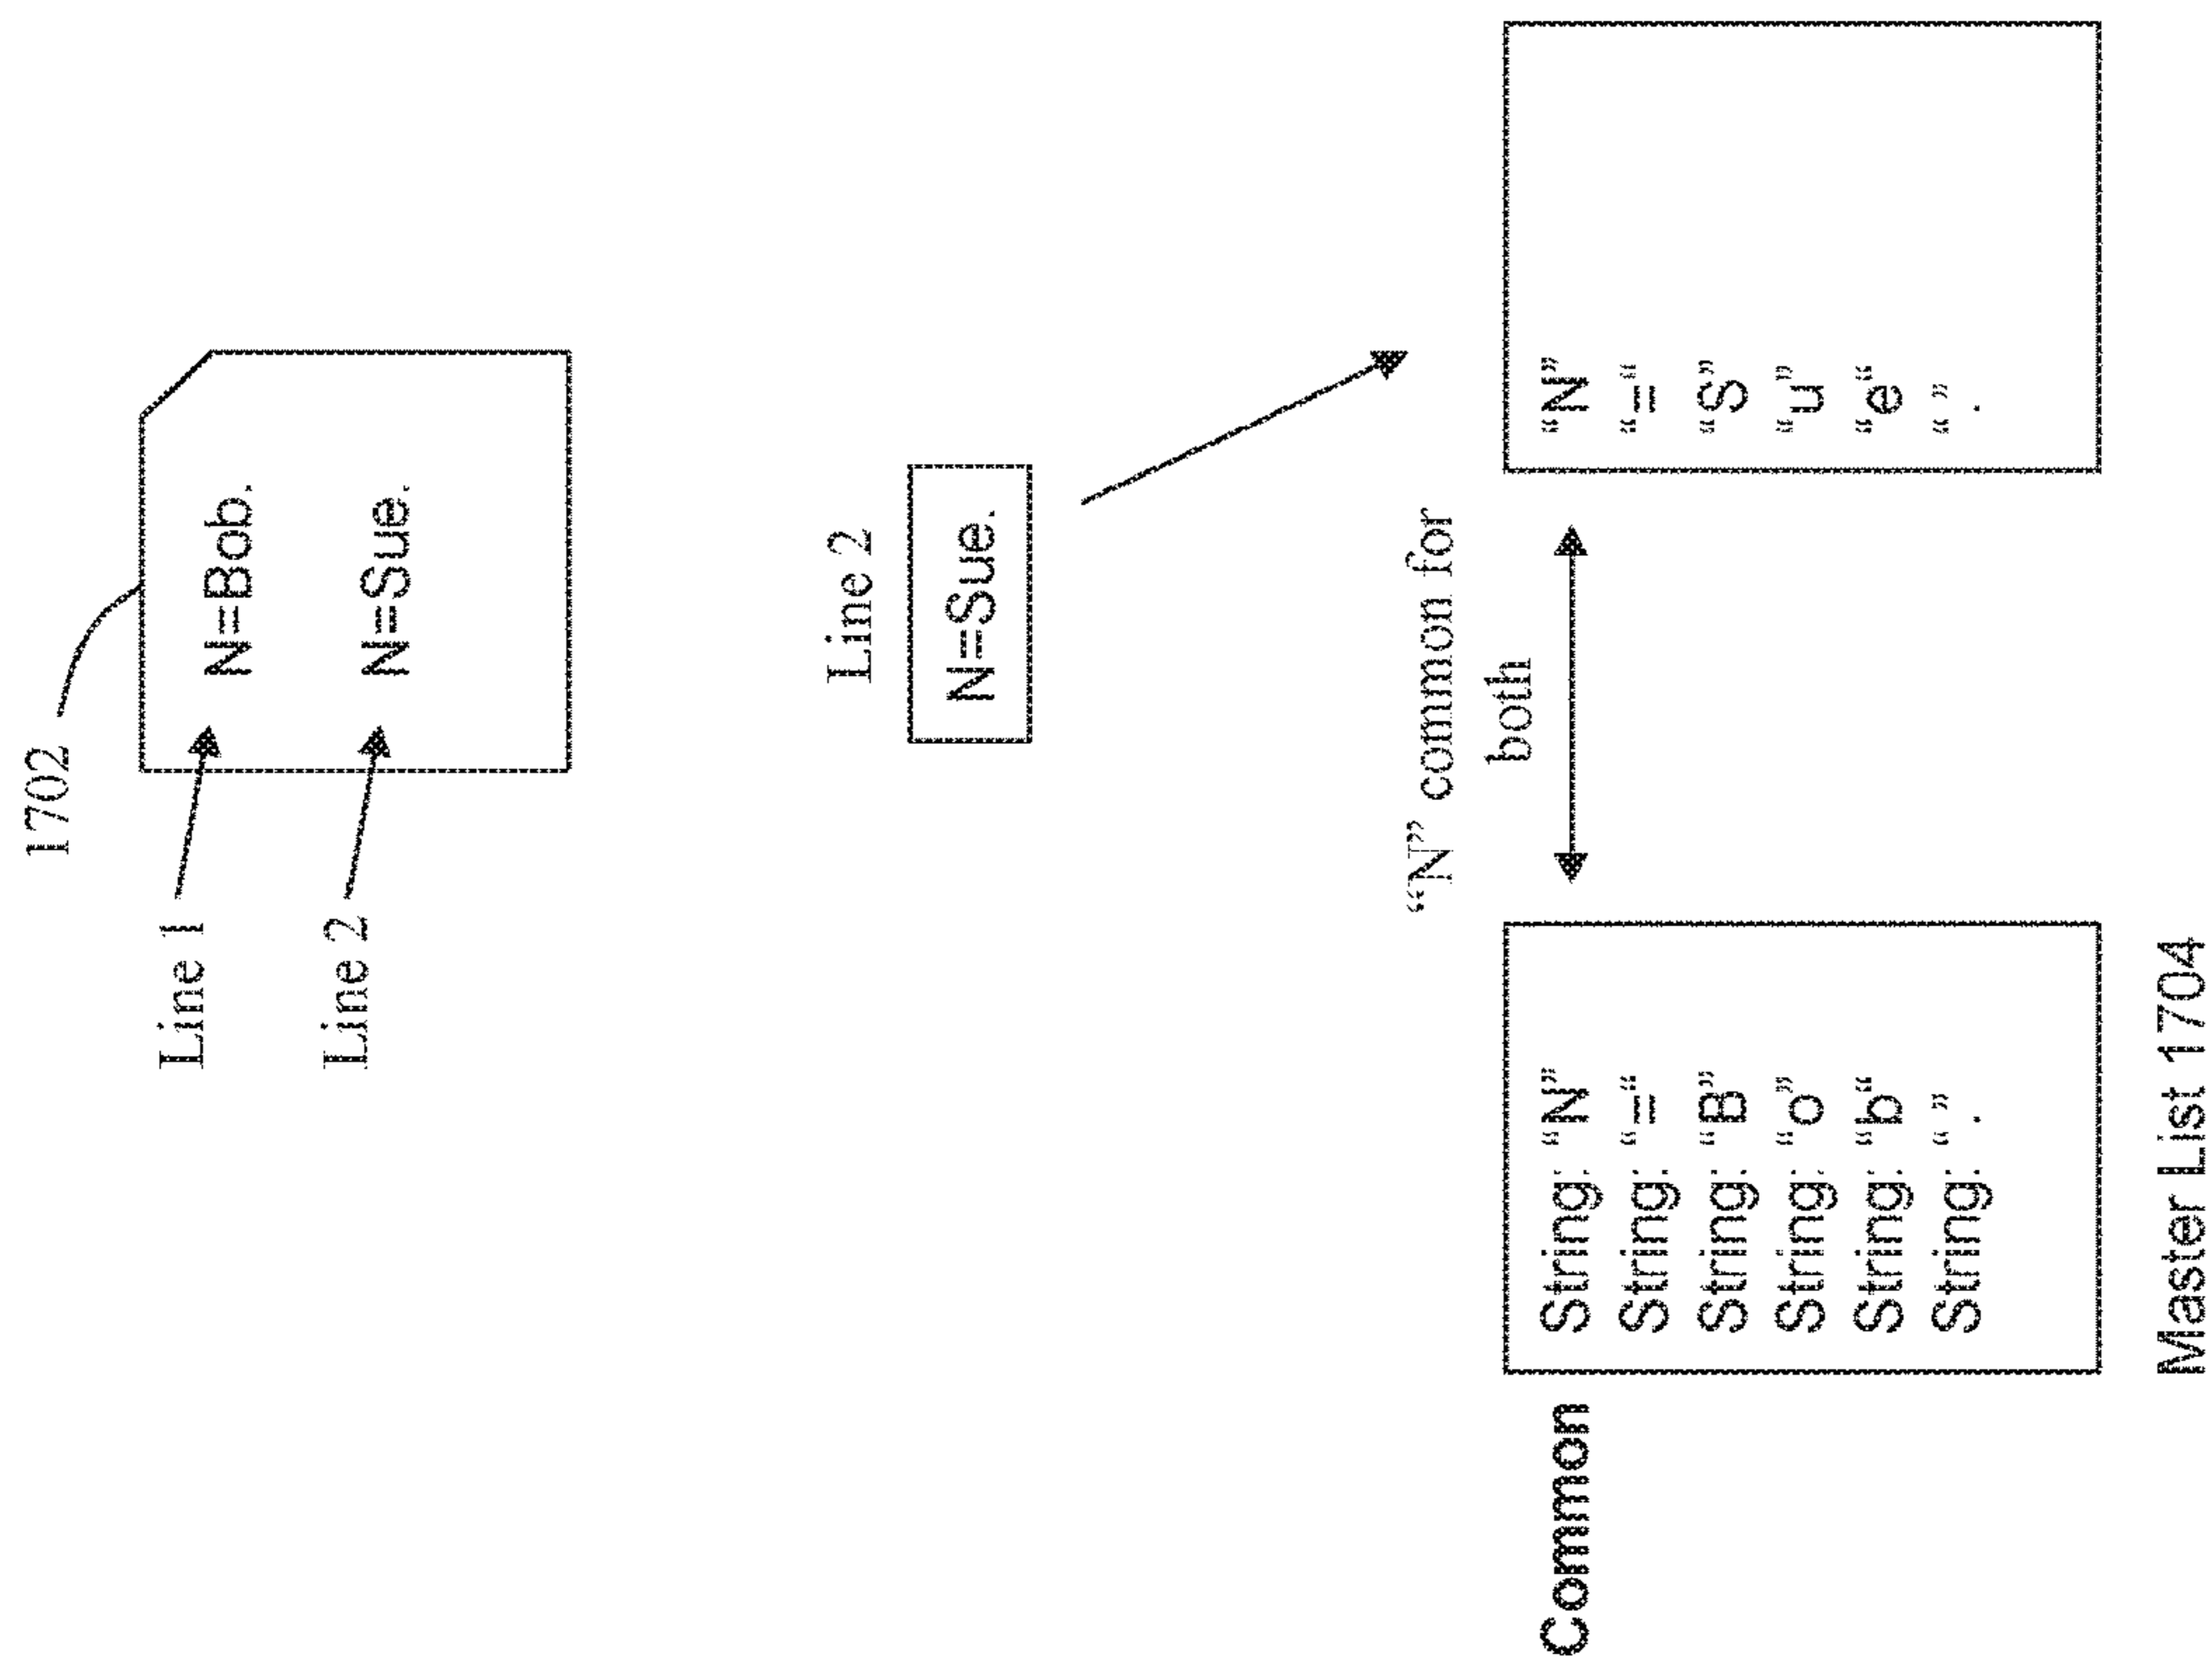 1702
Line 1
N=Bob.
Line 2
N=Sue.
Line 2
N=Sue.
“N” common for
both
Common
String: “N”
String: “=“
String: “B”
String: “o”
String: “b“
String: “.”
“N”
“=“
“S”
“u”
“e“
“.”
Master List 1704